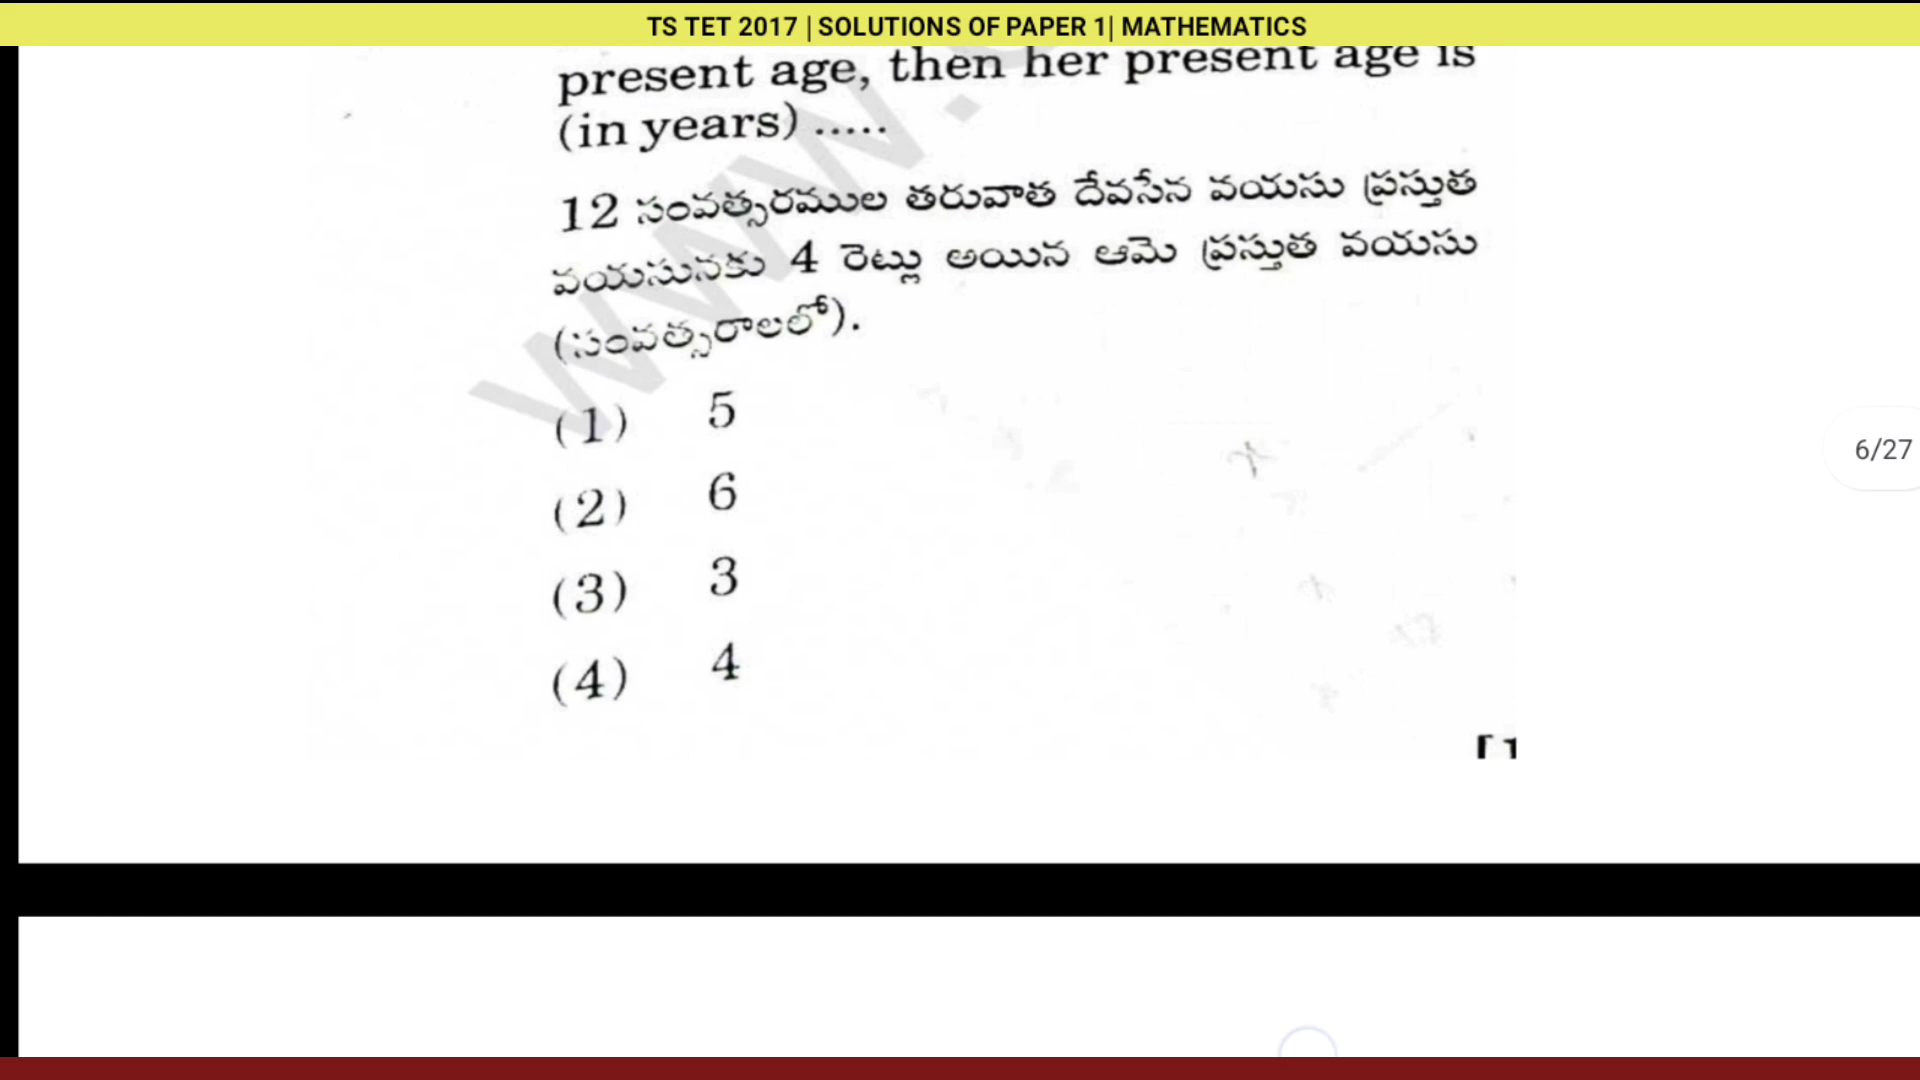 TS TET 2017 | SOLUTIONS OF PAPER 1| MATHEMATICS
present age, then her present age is
(in years) .....
12 సంవత్సరముల తరువాత దేవసేన వయసు ప్రస్తుత
వయసునకు 4 రెట్లు అయిన ఆమె ప్రస్తుత వయసు
(సంవత్సరాలలో).
(1) 5
(2) 6
(3) 3
(4) 4
6/27
www.